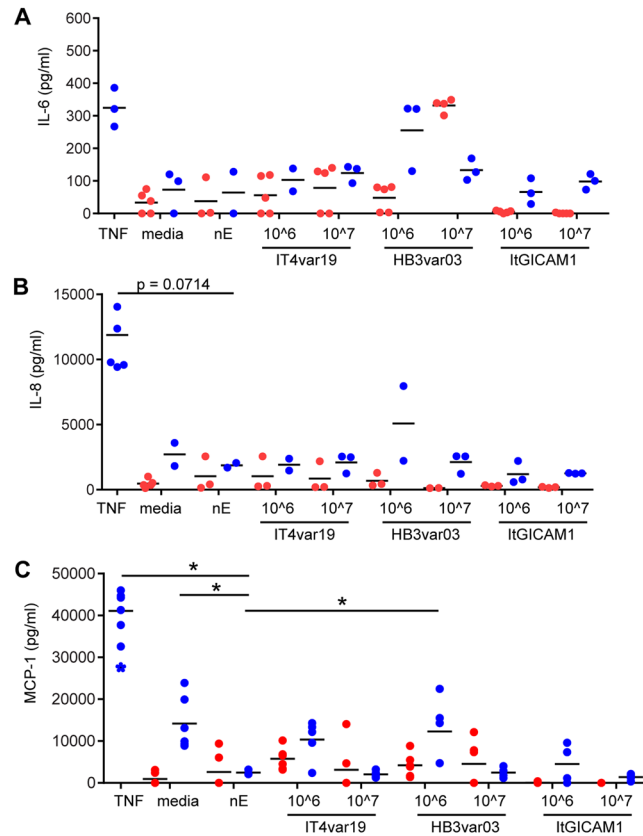 A
IL-6 (pg/ml)
600
500
400
300
200
100
0
TNF media nE 10^6 10^7 10^6 10^7 10^6 10^7
IT4var19 HB3var03 ItGICAM1
B
p = 0.0714
IL-8 (pg/ml)
15000
10000
5000
0
TNF media nE 10^6 10^7 10^6 10^7 10^6 10^7
IT4var19 HB3var03 ItGICAM1
C
*
*
*
MCP-1 (pg/ml)
50000
40000
30000
*
20000
10000
0
TNF media nE 10^6 10^7 10^6 10^7 10^6 10^7
IT4var19 HB3var03 ItGICAM1